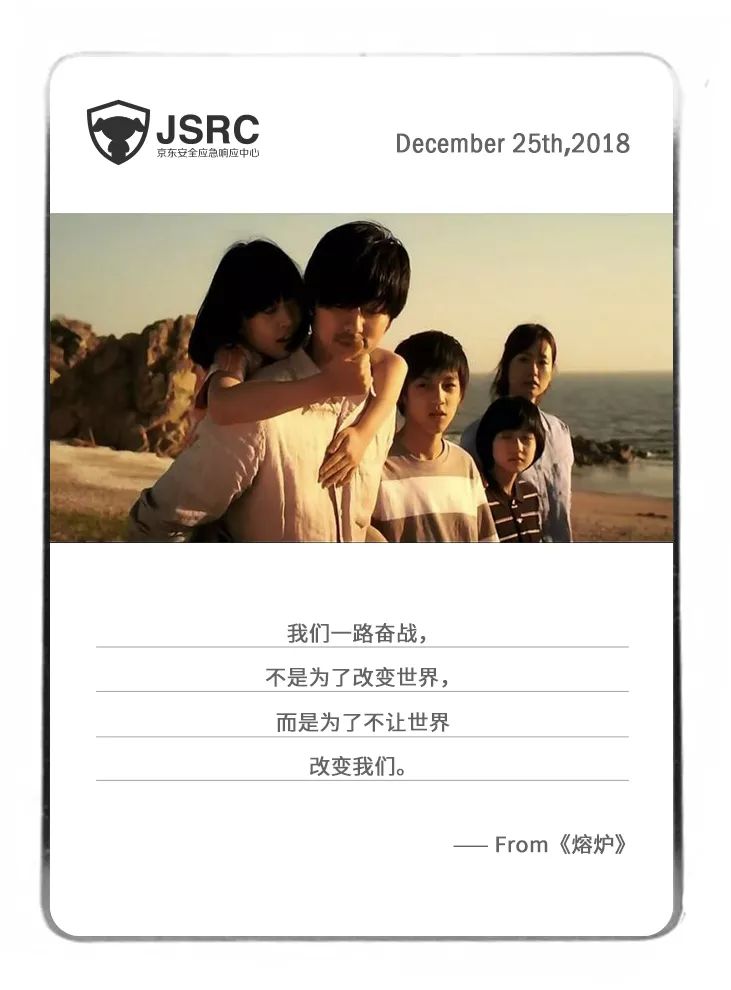 JSRC
京东安全应急响应中心
December 25th,2018
我们一路奋战，
不是为了改变世界，
而是为了不让世界
改变我们。
—— From《熔炉》